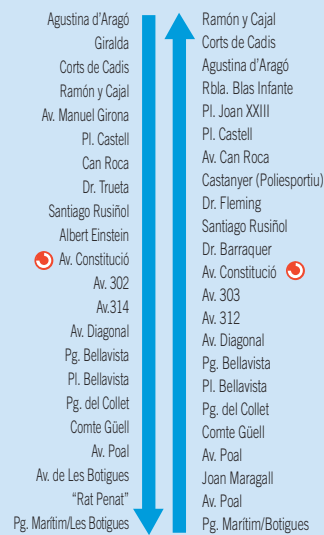 Agustina d'Aragó
Giralda
Corts de Cadis
Ramón y Cajal
Av. Manuel Girona
Pl. Castell
Can Roca
Dr. Trueta
Santiago Rusiñol
Albert Einstein
Av. Constitució
Av. 302
Av.314
Av. Diagonal
Pg. Bellavista
Pl. Bellavista
Pg. del Collet
Comte Güell
Av. Poal
Av. de Les Botigues
“Rat Penat”
Pg. Marítim/Les Botigues
Ramón y Cajal
Corts de Cadis
Agustina d'Aragó
Rbla. Blas Infante
Pl. Joan XXIII
Pl. Castell
Av. Can Roca
Castanyer (Poliesportiu)
Dr. Fleming
Santiago Rusiñol
Dr. Barraquer
Av. Constitució
Av. 303
Av. 312
Av. Diagonal
Pg. Bellavista
Pl. Bellavista
Pg. del Collet
Comte Güell
Av. Poal
Joan Maragall
Av. Poal
Pg. Marítim/Botigues